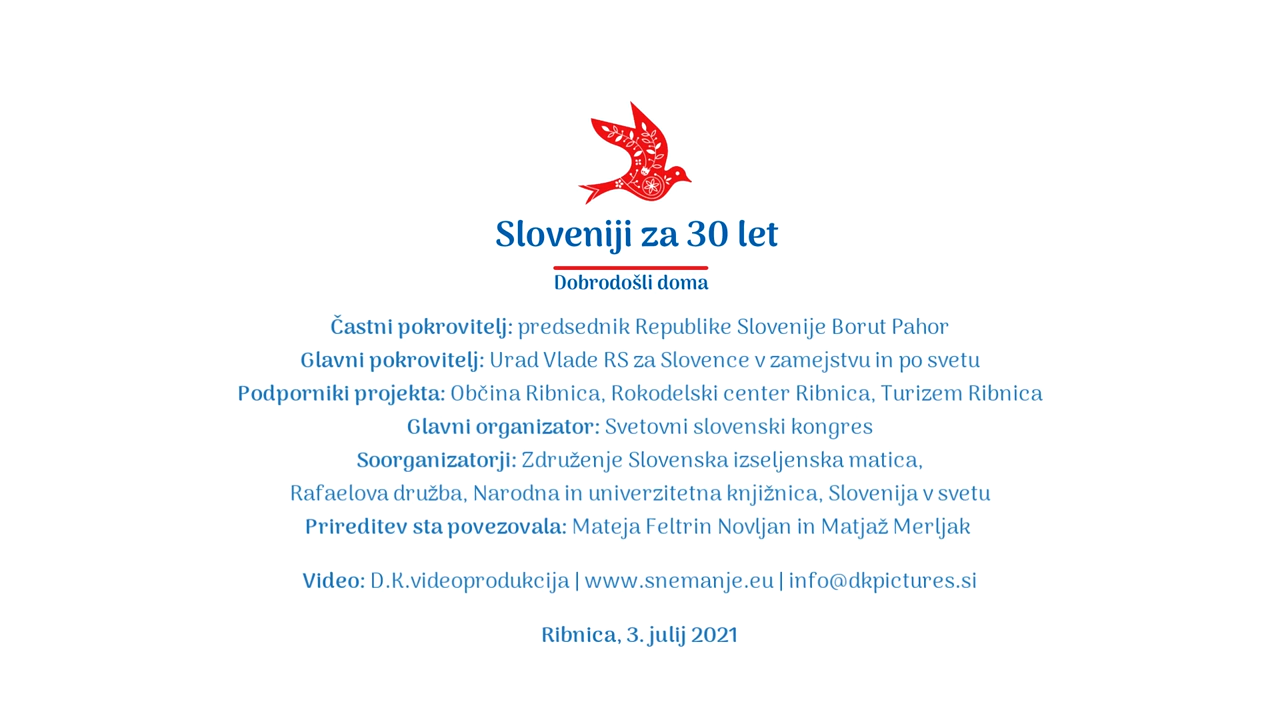 Sloveniji za 30 let
Dobrodošli doma
Častni pokrovitelj: predsednik Republike Slovenije Borut Pahor
Glavni pokrovitelj: Urad Vlade RS za Slovence v zamejstvu in po svetu
Podporniki projekta: Občina Ribnica, Rokodelski center Ribnica, Turizem Ribnica
Glavni organizator: Svetovni slovenski kongres
Soorganizatorji: Združenje Slovenska izseljenska matica,
Rafaelova družba, Narodna in univerzitetna knjižnica, Slovenija v svetu
Prireditev sta povezovala: Mateja Feltrin Novljan in Matjaž Merljak
Video: D.K.videoprodukcija | www.snemanje.eu | info@dkpictures.si
Ribnica, 3. julij 2021